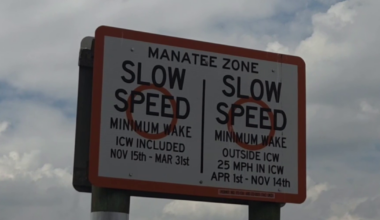 MANATEE ZONE
SLOW
SPEED
MINIMUM WAKE
ICW INCLUDED
NOV 15th - MAR 31st
SLOW
SPEED
MINIMUM WAKE
OUTSIDE ICW
25 MPH IN ICW
APR 1st - NOV 14th